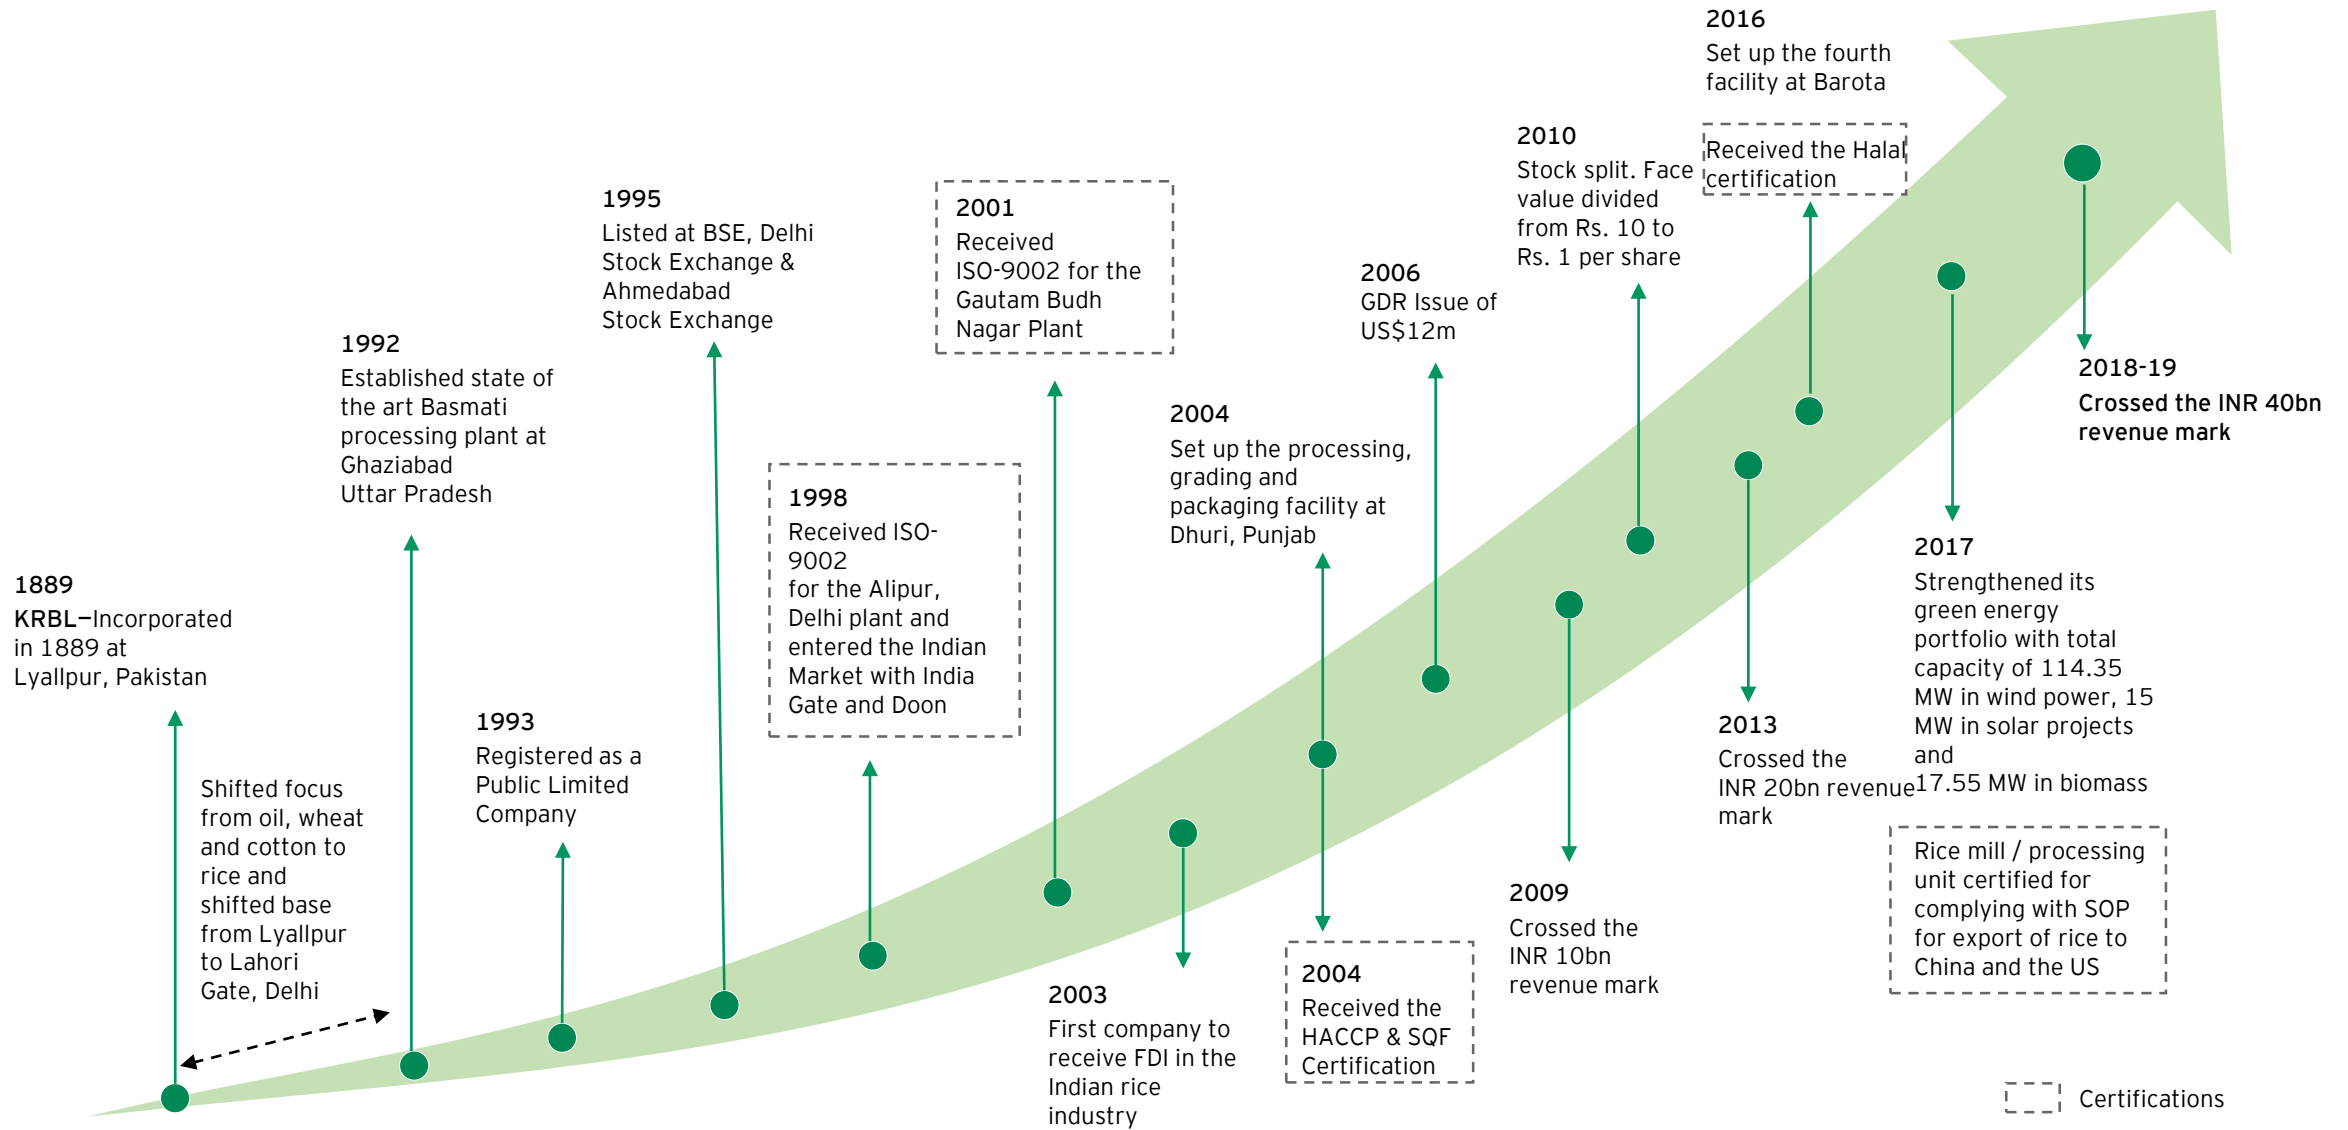 1889
KRBL–Incorporated
in 1889 at
Lyallpur, Pakistan
Shifted focus
from oil, wheat
and cotton to
rice and
shifted base
from Lyallpur
to Lahori
Gate, Delhi
1992
Established state of
the art Basmati
processing plant at
Ghaziabad
Uttar Pradesh
1993
Registered as a
Public Limited
Company
1995
Listed at BSE, Delhi
Stock Exchange &
Ahmedabad
Stock Exchange
1998
Received ISO-
9002
for the Alipur,
Delhi plant and
entered the Indian
Market with India
Gate and Doon
2001
Received
ISO-9002 for the
Gautam Budh
Nagar Plant
2003
First company to
receive FDI in the
Indian rice
industry
2004
Set up the processing,
grading and
packaging facility at
Dhuri, Punjab
2004
Received the
HACCP & SQF
Certification
2006
GDR Issue of
US$12m
2009
Crossed the
INR 10bn
revenue mark
2010
Stock split. Face
value divided
from Rs. 10 to
Rs. 1 per share
2013
Crossed the
INR 20bn revenue
mark
2016
Set up the fourth
facility at Barota
Received the Halal
certification
2017
Strengthened its
green energy
portfolio with total
capacity of 114.35
MW in wind power, 15
MW in solar projects
and
17.55 MW in biomass
Rice mill / processing
unit certified for
complying with SOP
for export of rice to
China and the US
2018-19
Crossed the INR 40bn
revenue mark
Certifications